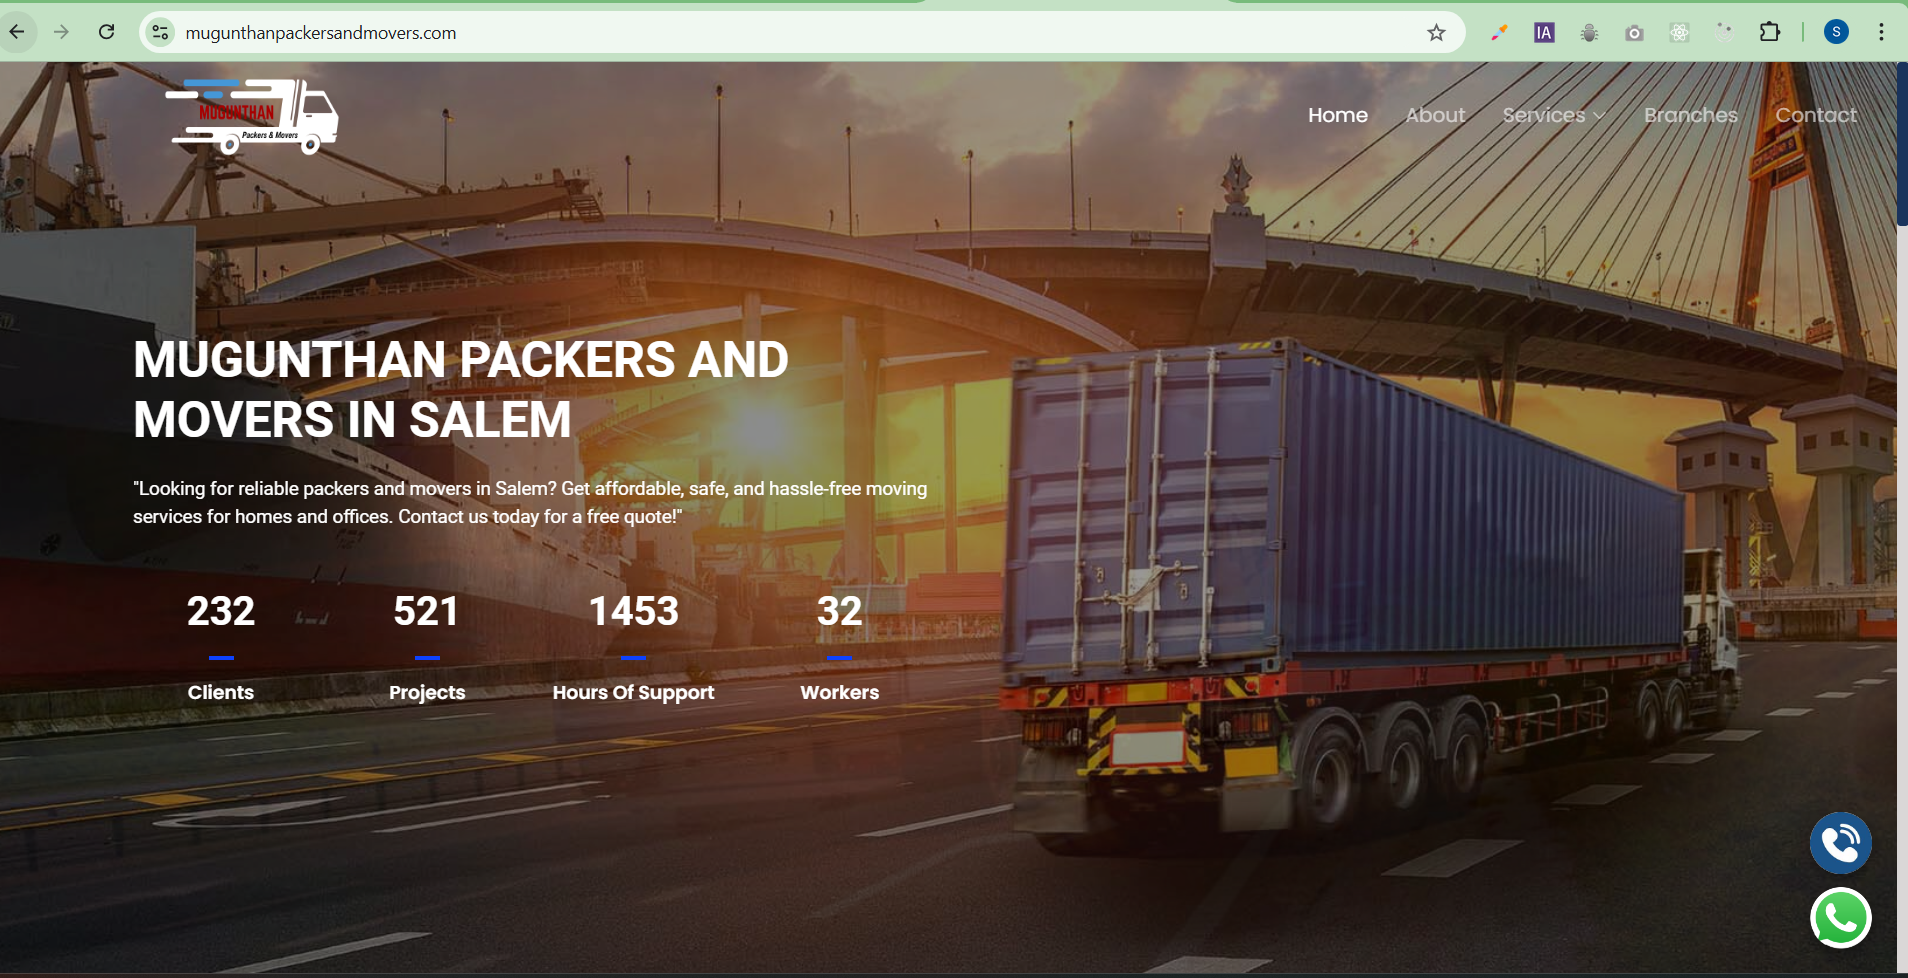 mugunthanpackersandmovers.com
IA
S
MUGUNTHAN
Packers & Movers
Home
About
Services
Branches
Contact
MUGUNTHAN PACKERS AND
MOVERS IN SALEM
"Looking for reliable packers and movers in Salem? Get affordable, safe, and hassle-free moving
services for homes and offices. Contact us today for a free quote!"
232
521
1453
32
Clients
Projects
Hours Of Support
Workers